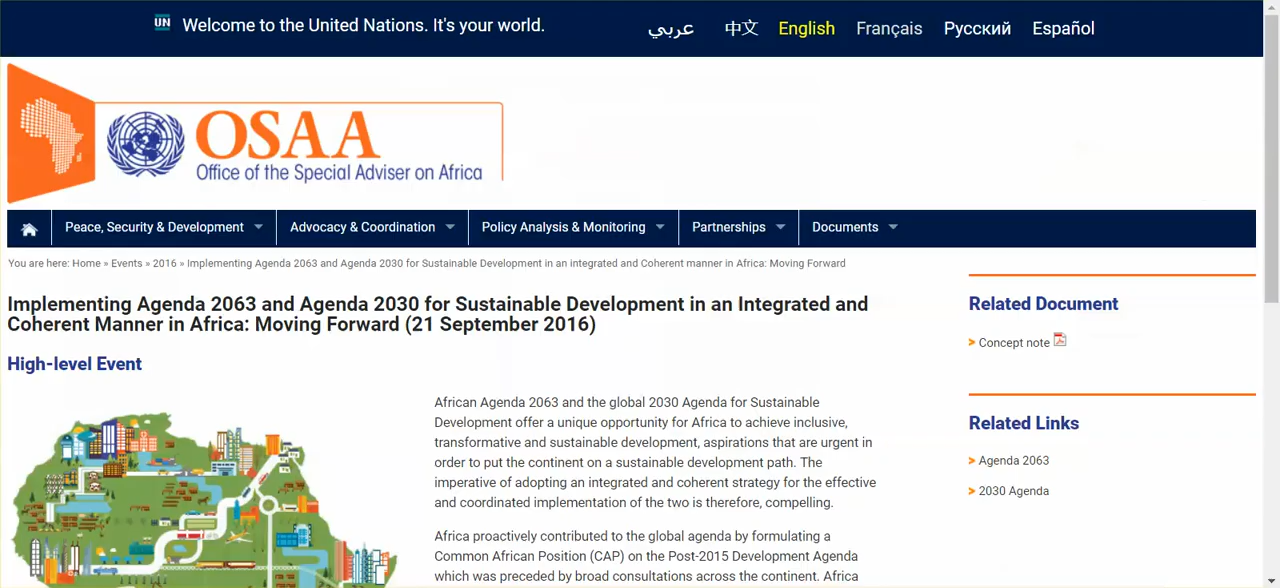 UN Welcome to the United Nations. It's your world.
عربي 中文 English Français Русский Español
OSAA
Office of the Special Adviser on Africa
Peace, Security & Development Advocacy & Coordination Policy Analysis & Monitoring Partnerships Documents
You are here: Home » Events » 2016 » Implementing Agenda 2063 and Agenda 2030 for Sustainable Development in an integrated and Coherent manner in Africa: Moving Forward
Implementing Agenda 2063 and Agenda 2030 for Sustainable Development in an Integrated and
Coherent Manner in Africa: Moving Forward (21 September 2016)
High-level Event
African Agenda 2063 and the global 2030 Agenda for Sustainable
Development offer a unique opportunity for Africa to achieve inclusive,
transformative and sustainable development, aspirations that are urgent in
order to put the continent on a sustainable development path. The
imperative of adopting an integrated and coherent strategy for the effective
and coordinated implementation of the two is therefore, compelling.
Africa proactively contributed to the global agenda by formulating a
Common African Position (CAP) on the Post-2015 Development Agenda
which was preceded by broad consultations across the continent. Africa
Related Document
Concept note
Related Links
Agenda 2063
2030 Agenda